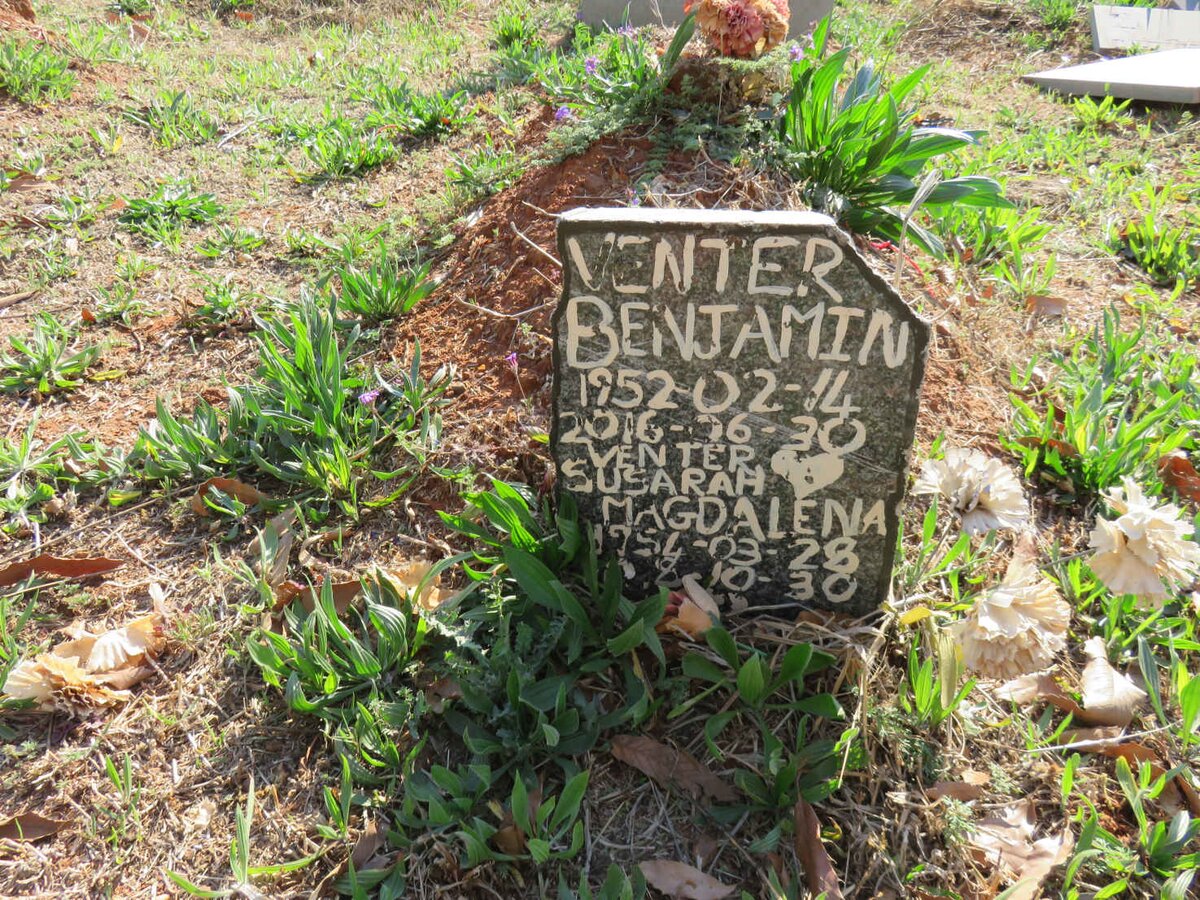 VENTER
BENJAMIN
1952-02-14
2016-06-30
VENTER
SUSARAH
MAGDALENA
1954-03-28
10-30